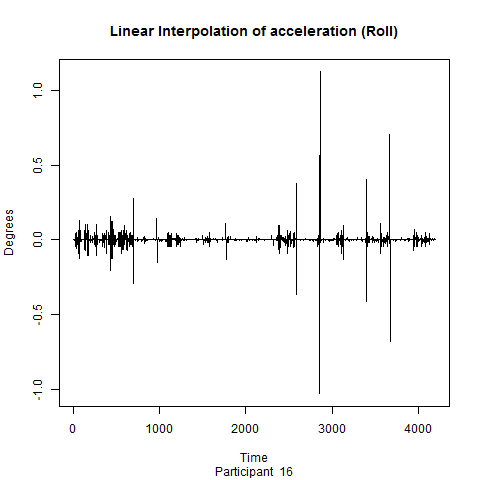 Linear Interpolation of acceleration (Roll)
1.0
0.5
0.0
-0.5
-1.0
Degrees
0 1000 2000 3000 4000
Time
Participant 16